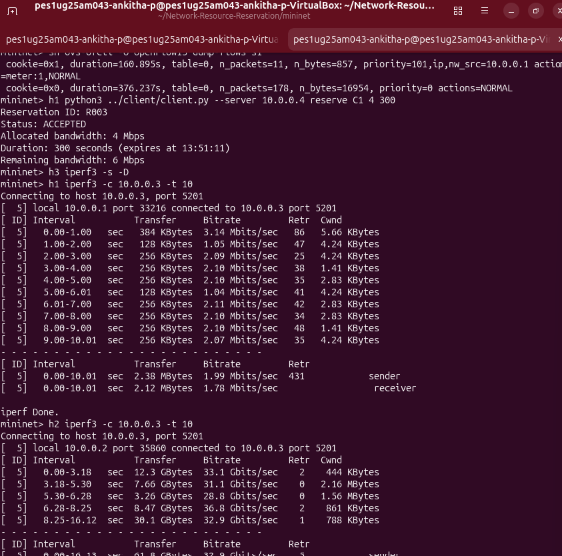 pes1ug25am043-ankitha-p@pes1ug25am043-ankitha-p-VirtualBox: ~/Network-Resou...
~/Network-Resource-Reservation/mininet
pes1ug25am043-ankitha-p@pes1ug25am043-ankitha-p-Virtua
pes1ug25am043-ankitha-p@pes1ug25am043-ankitha-p-Vi
mininet> sh ovs-ofctl -O OpenFlow13 dump-flows s1
cookie=0x1, duration=160.895s, table=0, n_packets=11, n_bytes=857, priority=101,ip,nw_src=10.0.0.1 action
=meter:1,NORMAL
cookie=0x0, duration=376.237s, table=0, n_packets=178, n_bytes=16954, priority=0 actions=NORMAL
mininet> h1 python3 ../client/client.py --server 10.0.0.4 reserve C1 4 300
Reservation ID: R003
Status: ACCEPTED
Allocated bandwidth: 4 Mbps
Duration: 300 seconds (expires at 13:51:11)
Remaining bandwidth: 6 Mbps
mininet> h3 iperf3 -s -D
mininet> h1 iperf3 -c 10.0.0.3 -t 10
Connecting to host 10.0.0.3, port 5201
[  5] local 10.0.0.1 port 33216 connected to 10.0.0.3 port 5201
[ ID] Interval Transfer Bitrate Retr Cwnd
[  5] 0.00-1.00 sec 384 KBytes 3.14 Mbits/sec 86 5.66 KBytes
[  5] 1.00-2.00 sec 128 KBytes 1.05 Mbits/sec 47 4.24 KBytes
[  5] 2.00-3.00 sec 256 KBytes 2.09 Mbits/sec 25 4.24 KBytes
[  5] 3.00-4.00 sec 256 KBytes 2.10 Mbits/sec 38 1.41 KBytes
[  5] 4.00-5.00 sec 256 KBytes 2.10 Mbits/sec 35 2.83 KBytes
[  5] 5.00-6.01 sec 128 KBytes 1.04 Mbits/sec 41 4.24 KBytes
[  5] 6.01-7.00 sec 256 KBytes 2.11 Mbits/sec 42 2.83 KBytes
[  5] 7.00-8.00 sec 256 KBytes 2.10 Mbits/sec 34 2.83 KBytes
[  5] 8.00-9.00 sec 256 KBytes 2.10 Mbits/sec 48 1.41 KBytes
[  5] 9.00-10.01 sec 256 KBytes 2.07 Mbits/sec 35 4.24 KBytes
- - - - - - - - - - - - - - - - - - - - - - - - -
[ ID] Interval Transfer Bitrate Retr
[  5] 0.00-10.01 sec 2.38 MBytes 1.99 Mbits/sec 431 sender
[  5] 0.00-10.01 sec 2.12 MBytes 1.78 Mbits/sec receiver
iperf Done.
mininet> h2 iperf3 -c 10.0.0.3 -t 10
Connecting to host 10.0.0.3, port 5201
[  5] local 10.0.0.2 port 35860 connected to 10.0.0.3 port 5201
[ ID] Interval Transfer Bitrate Retr Cwnd
[  5] 0.00-3.18 sec 12.3 GBytes 33.1 Gbits/sec 2 444 KBytes
[  5] 3.18-5.30 sec 7.66 GBytes 31.1 Gbits/sec 0 2.16 MBytes
[  5] 5.30-6.28 sec 3.26 GBytes 28.8 Gbits/sec 0 1.56 MBytes
[  5] 6.28-8.25 sec 8.47 GBytes 36.8 Gbits/sec 2 861 KBytes
[  5] 8.25-16.12 sec 30.1 GBytes 32.9 Gbits/sec 1 788 KBytes
- - - - - - - - - - - - - - - - - - - - - - - - -
[ ID] Interval Transfer Bitrate Retr